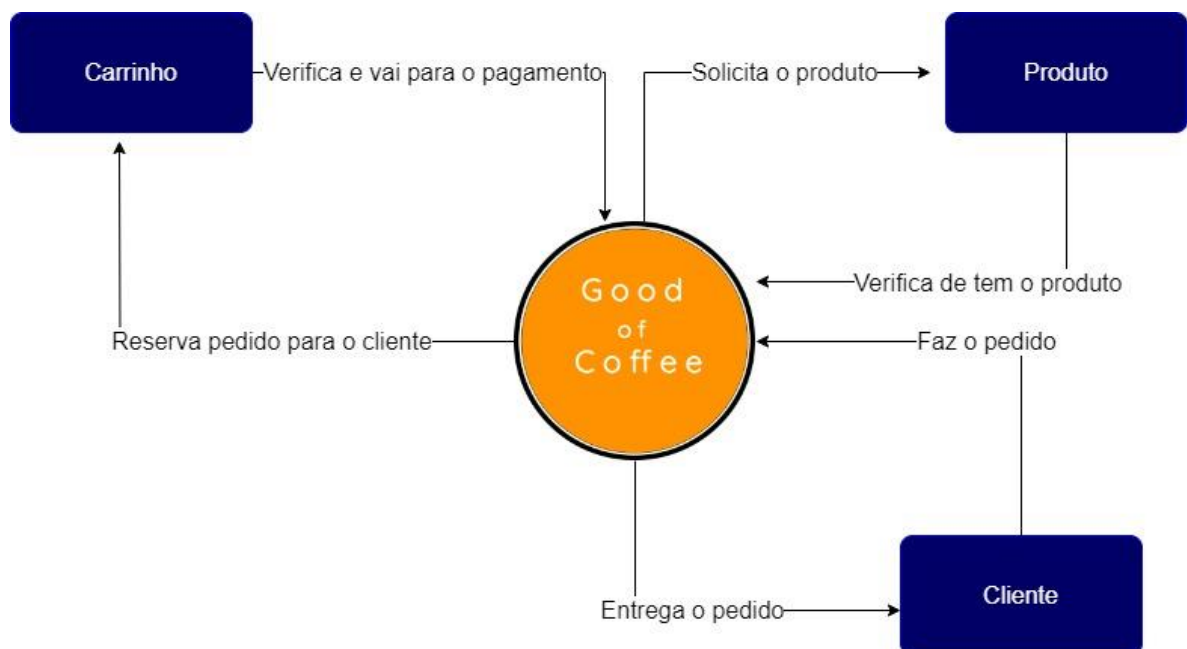 Carrinho
Verifica e vai para o pagamento
Solicita o produto
Produto
Good
of
Coffee
Verifica de tem o produto
Reserva pedido para o cliente
Faz o pedido
Entrega o pedido
Cliente